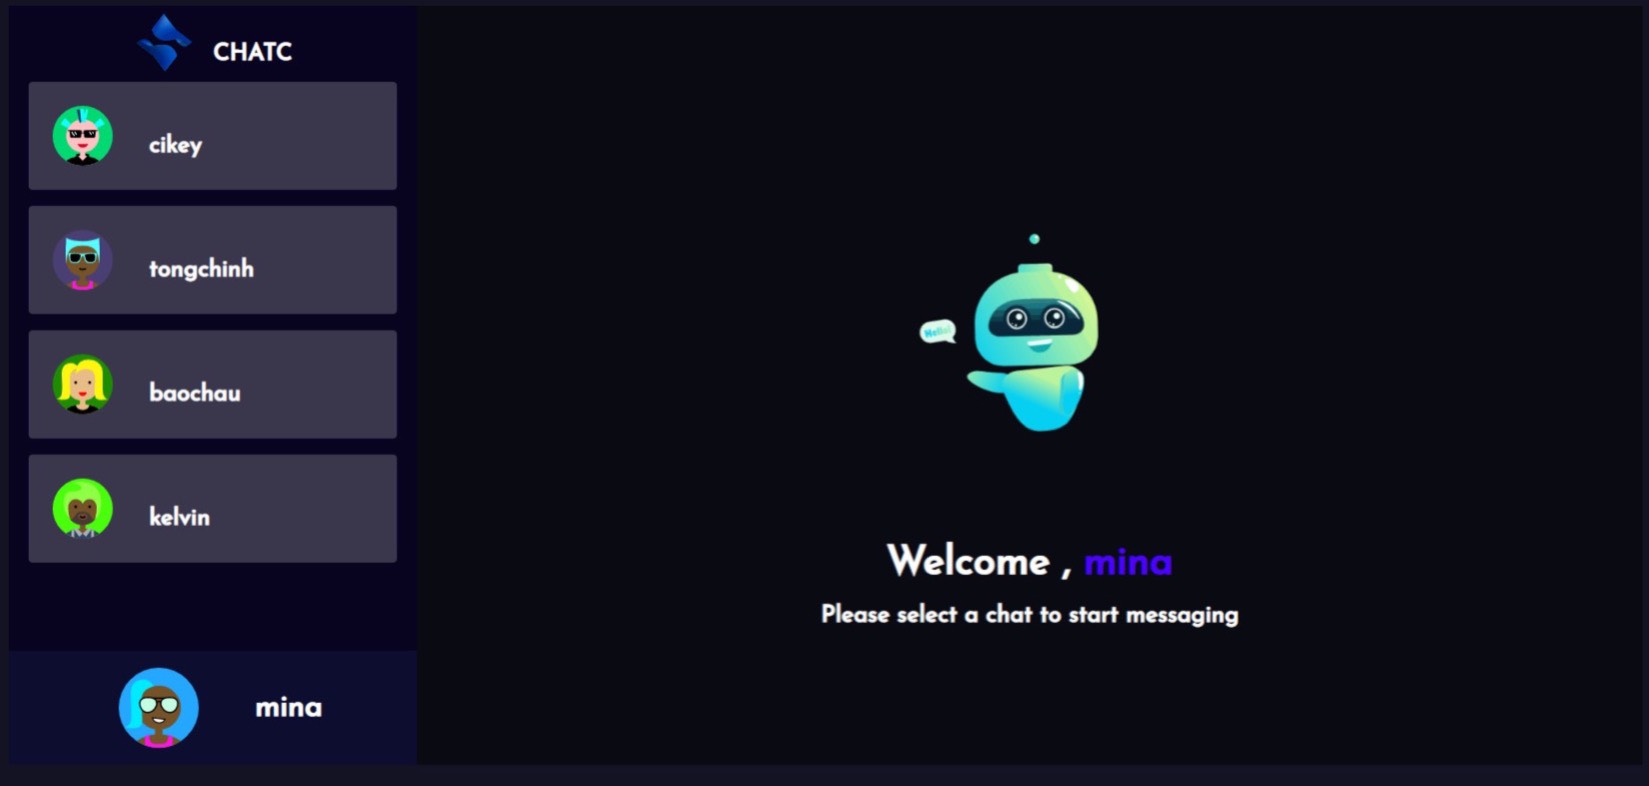 CHATC
cikey
tongchinh
baochau
kelvin
mina
Hello!
Welcome , mina
Please select a chat to start messaging